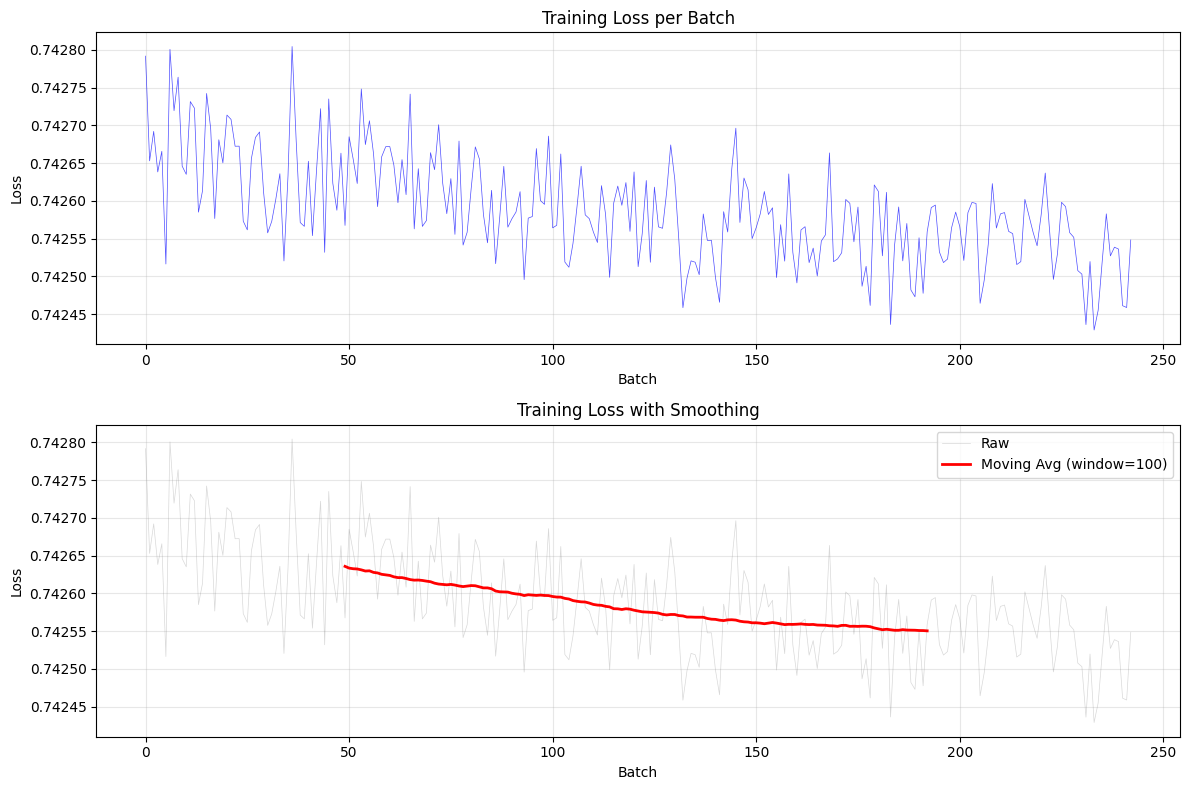 Training Loss per Batch
0.74280
0.74275
0.74270
0.74265
0.74260
0.74255
0.74250
0.74245
Loss
0 50 100 150 200 250
Batch
Training Loss with Smoothing
0.74280
0.74275
0.74270
0.74265
0.74260
0.74255
0.74250
0.74245
Loss
Raw
Moving Avg (window=100)
0 50 100 150 200 250
Batch